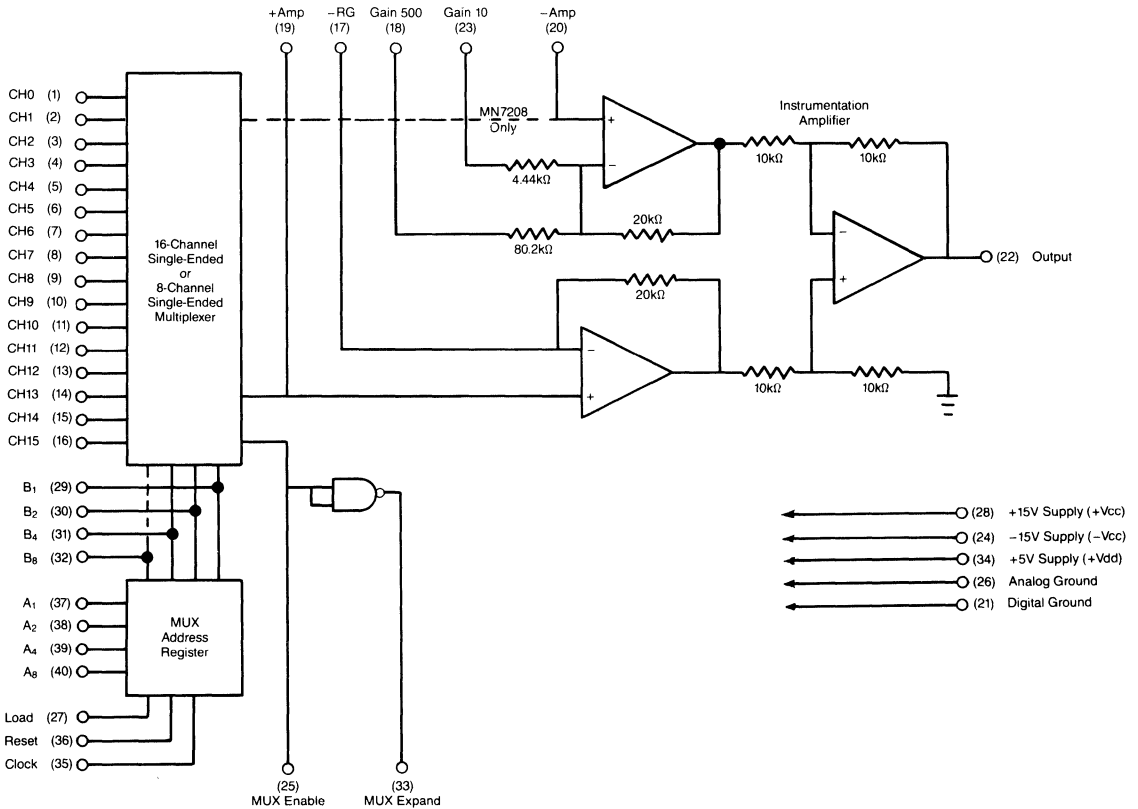 +Amp
(19)
−RG
(17)
Gain 500
(18)
Gain 10
(23)
−Amp
(20)
CH0 (1)
CH1 (2)
CH2 (3)
CH3 (4)
CH4 (5)
CH5 (6)
CH6 (7)
CH7 (8)
CH8 (9)
CH9 (10)
CH10 (11)
CH11 (12)
CH12 (13)
CH13 (14)
CH14 (15)
CH15 (16)
16-Channel
Single-Ended
or
8-Channel
Single-Ended
Multiplexer
MN7208
Only
+
−
4.44kΩ
80.2kΩ
20kΩ
20kΩ
−
+
Instrumentation
Amplifier
10kΩ
10kΩ
−
+
10kΩ
10kΩ
(22) Output
B₁ (29)
B₂ (30)
B₄ (31)
B₈ (32)
A₁ (37)
A₂ (38)
A₄ (39)
A₈ (40)
MUX
Address
Register
Load (27)
Reset (36)
Clock (35)
(25)
MUX Enable
(33)
MUX Expand
(28) +15V Supply (+Vcc)
(24) −15V Supply (−Vcc)
(34) +5V Supply (+Vdd)
(26) Analog Ground
(21) Digital Ground